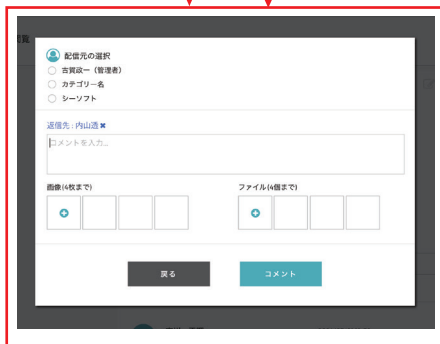 配信元の選択
古賀政一（管理者）
カテゴリー名
シーソフト
返信先 : 内山透 ✖
コメントを入力...
画像(4枚まで)
ファイル(4個まで)
戻る
コメント